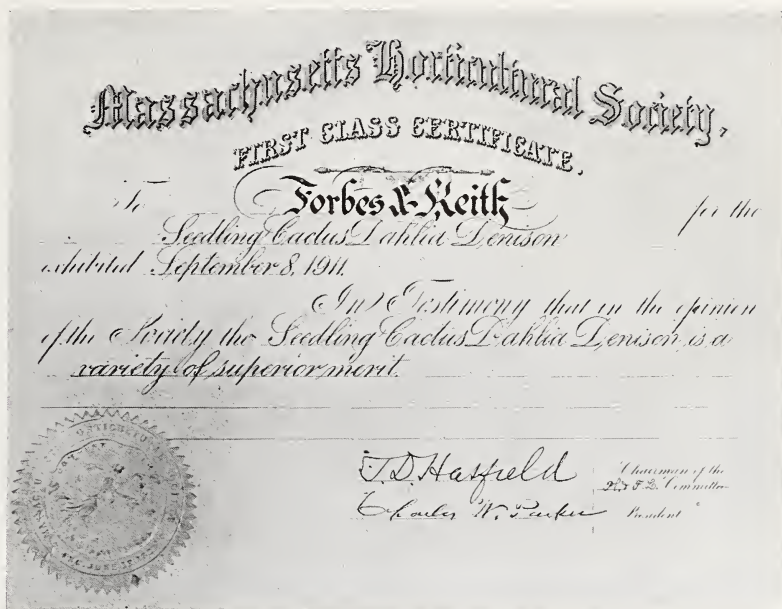 Massachusetts Horticultural Society,
FIRST CLASS CERTIFICATE.
To Forbes & Keith for the
Seedling Cactus Dahlia Denison
exhibited September 8, 1911.
In Testimony that in the opinion
of the Society the Seedling Cactus Dahlia Denison is a
variety of superior merit.
T. D. Hatfield Chairman of the
Committee
Charles W. Parker President